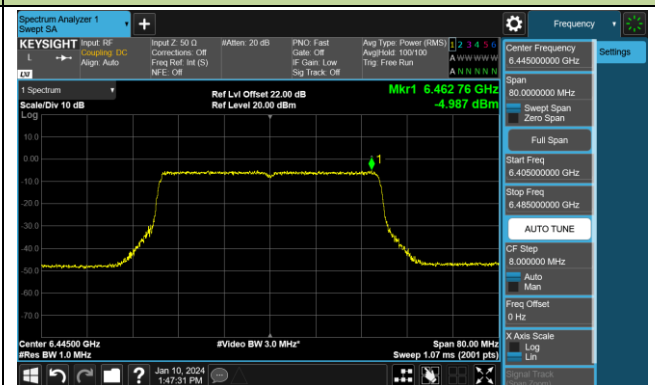 Spectrum Analyzer 1
Swept SA
+
Frequency
KEYSIGHT
L
LXI
Input: RF
Coupling: DC
Align: Auto
Input Z: 50 Ω
Corrections: Off
Freq Ref: Int (S)
NFE: Off
#Atten: 20 dB
PNO: Fast
Gate: Off
IF Gain: Low
Sig Track: Off
Avg Type: Power (RMS)
Avg|Hold: 100/100
Trig: Free Run
1 2 3 4 5 6
A W W W W W
A N N N N N
Center Frequency
6.445000000 GHz
Settings
Span
80.0000000 MHz
Swept Span
Zero Span
Full Span
Start Freq
6.405000000 GHz
Stop Freq
6.485000000 GHz
AUTO TUNE
CF Step
8.000000 MHz
Auto
Man
Freq Offset
0 Hz
X Axis Scale
Log
Lin
Signal Track
(Span Zoom)
1 Spectrum
Scale/Div 10 dB
Log
Ref Lvl Offset 22.00 dB
Ref Level 20.00 dBm
Mkr1 6.462 76 GHz
-4.987 dBm
10.0
0.00
-10.0
-20.0
-30.0
-40.0
-50.0
-60.0
-70.0
1
Center 6.44500 GHz
#Res BW 1.0 MHz
#Video BW 3.0 MHz*
Span 80.00 MHz
Sweep 1.07 ms (2001 pts)
?
Jan 10, 2024
1:47:31 PM